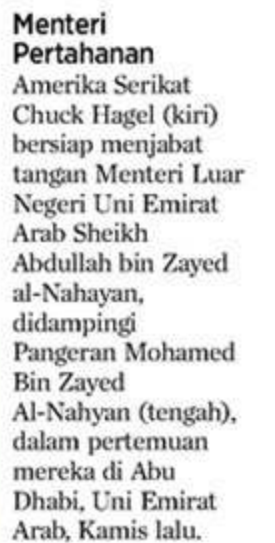 Menteri
Pertahanan
Amerika Serikat
Chuck Hagel (kiri)
bersiap menjabat
tangan Menteri Luar
Negeri Uni Emirat
Arab Sheikh
Abdullah bin Zayed
al-Nahayan,
didampingi
Pangeran Mohamed
Bin Zayed
Al-Nahyan (tengah),
dalam pertemuan
mereka di Abu
Dhabi, Uni Emirat
Arab, Kamis lalu.